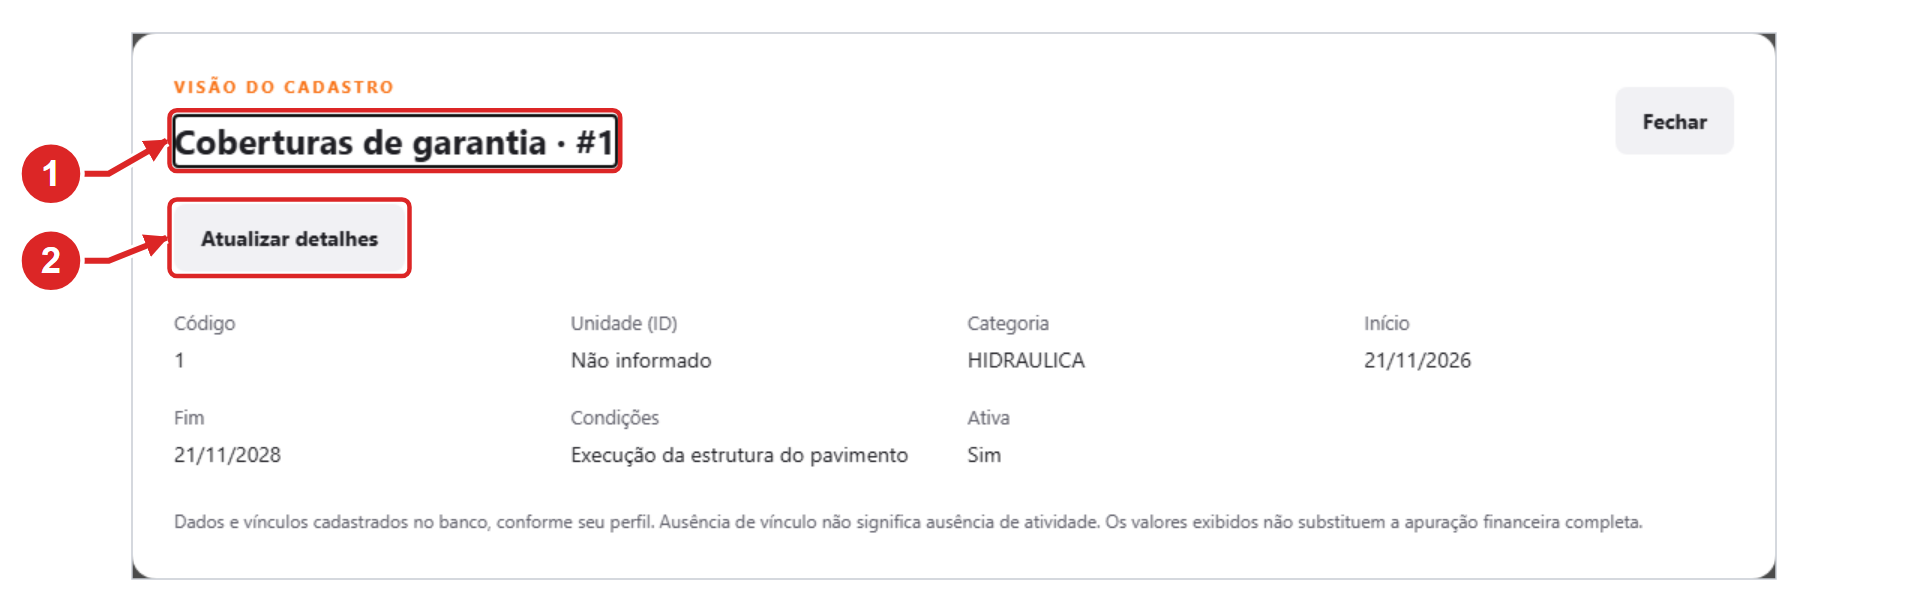 VISÃO DO CADASTRO
Coberturas de garantia · #1
Fechar
1
Atualizar detalhes
2
Código
Unidade (ID)
Categoria
Início
1
Não informado
HIDRAULICA
21/11/2026
Fim
Condições
Ativa
21/11/2028
Execução da estrutura do pavimento
Sim
Dados e vínculos cadastrados no banco, conforme seu perfil. Ausência de vínculo não significa ausência de atividade. Os valores exibidos não substituem a apuração financeira completa.